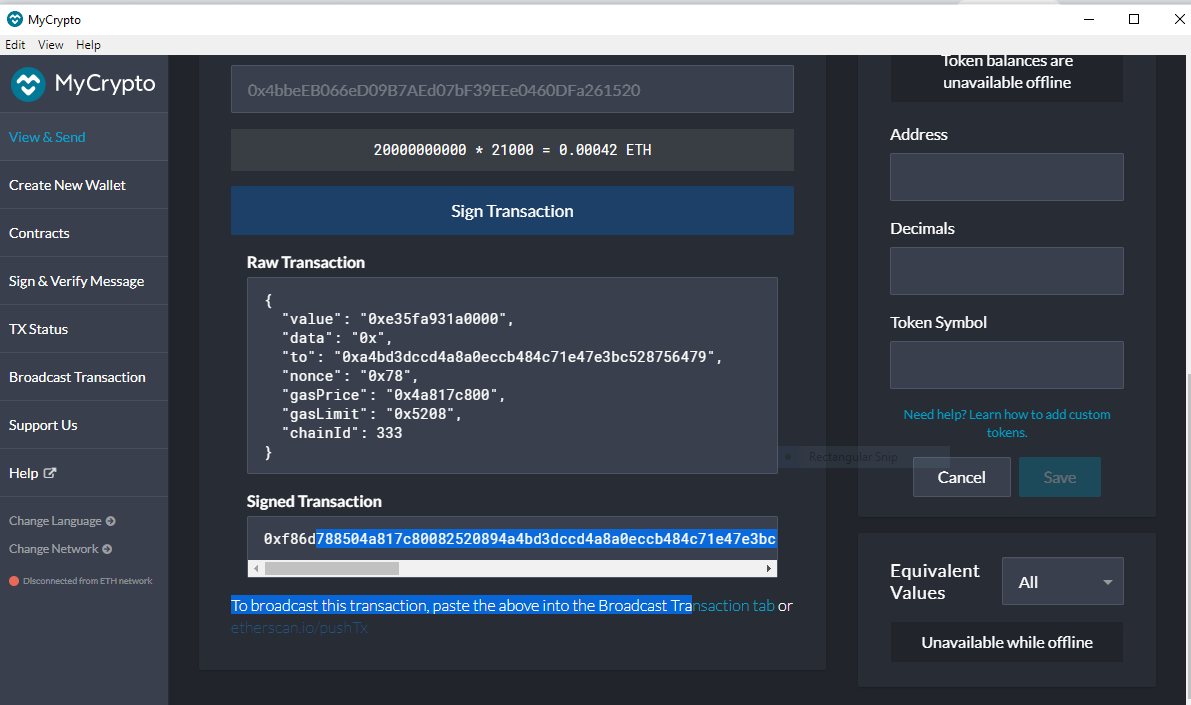 MyCrypto
Edit View Help
MyCrypto
View & Send
Create New Wallet
Contracts
Sign & Verify Message
TX Status
Broadcast Transaction
Support Us
Help
Change Language
Change Network
Disconnected from ETH network
0x4bbeEB066eD09B7AEd07bF39EEe0460DFa261520
20000000000 * 21000 = 0.00042 ETH
Sign Transaction
Raw Transaction
{
"value": "0xe35fa931a0000",
"data": "0x",
"to": "0xa4bd3dccd4a8a0eccb484c71e47e3bc528756479",
"nonce": "0x78",
"gasPrice": "0x4a817c800",
"gasLimit": "0x5208",
"chainId": 333
}
Signed Transaction
0xf86d788504a817c80082520894a4bd3dccd4a8a0eccb484c71e47e3bc
To broadcast this transaction, paste the above into the Broadcast Transaction tab or
etherscan.io/pushTx
Token balances are
unavailable offline
Address
Decimals
Token Symbol
Need help? Learn how to add custom
tokens.
Rectangular Snip
Cancel Save
Equivalent
Values
All
Unavailable while offline